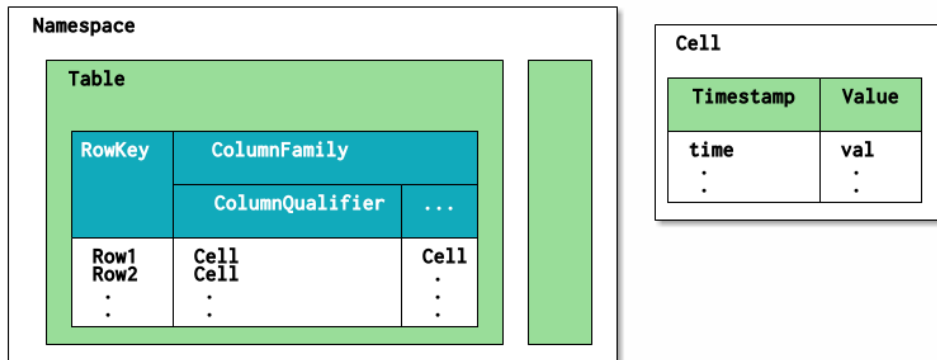 Namespace
Table
RowKey ColumnFamily
ColumnQualifier ...
Row1 Cell Cell
Row2 Cell .
. . .
. . .
Cell
Timestamp Value
time val
. .
. .